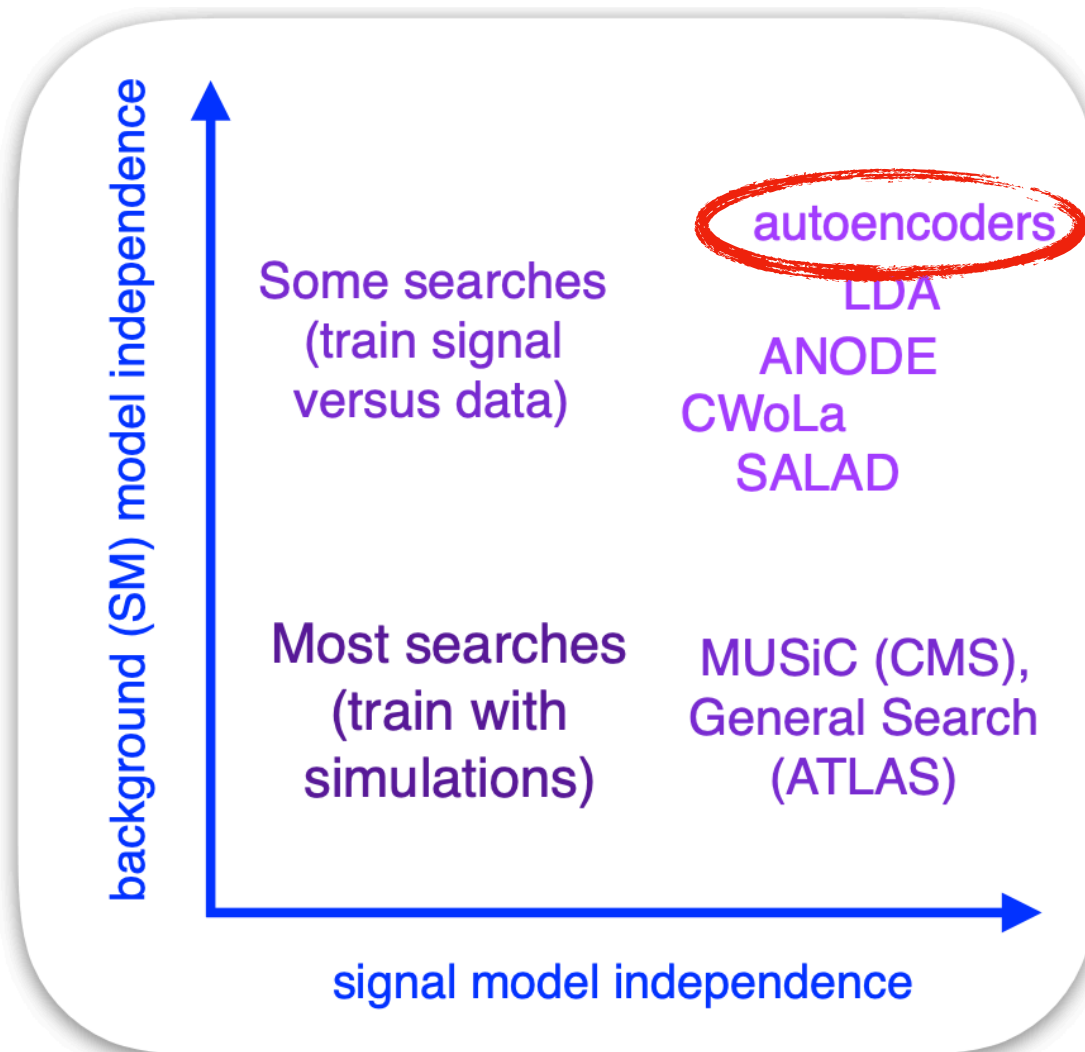 background (SM) model independence
autoencoders
Some searches
(train signal
versus data)
LDA
ANODE
CWoLa
SALAD
Most searches
(train with
simulations)
MUSiC (CMS),
General Search
(ATLAS)
signal model independence